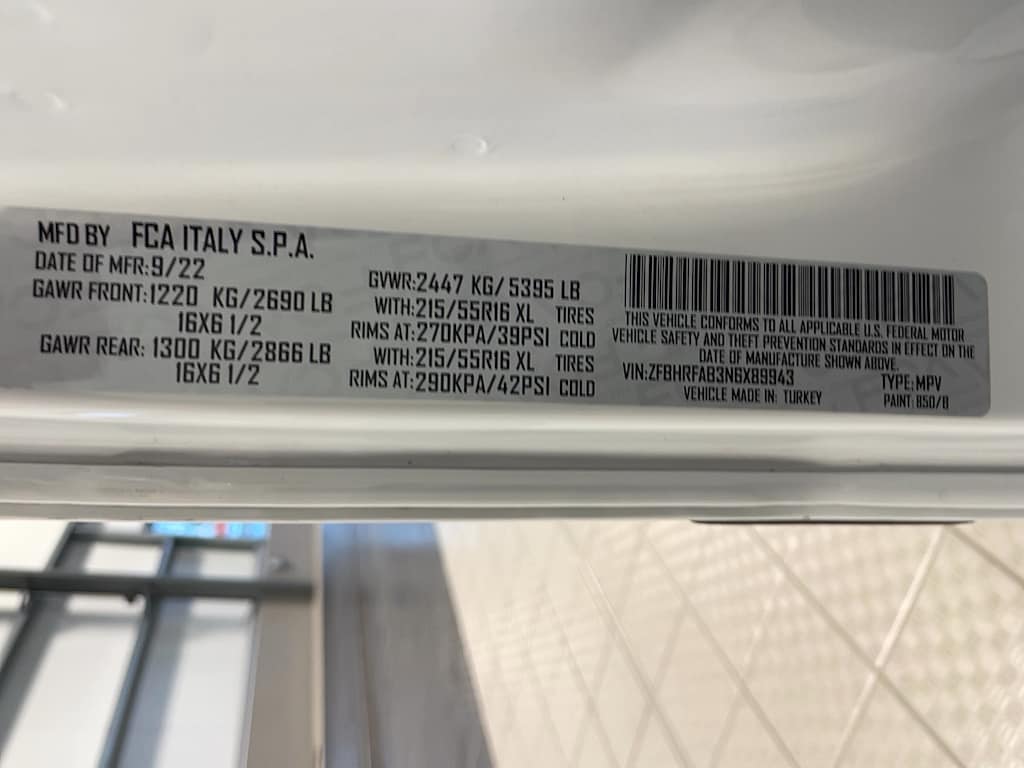 MFD BY FCA ITALY S.P.A.
DATE OF MFR:9/22
GAWR FRONT:1220 KG/2690 LB
16X6 1/2
GAWR REAR: 1300 KG/2866 LB
16X6 1/2
GVWR:2447 KG/5395 LB
WITH:215/55R16 XL TIRES
RIMS AT:270KPA/39PSI COLD
WITH:215/55R16 XL TIRES
RIMS AT:290KPA/42PSI COLD
THIS VEHICLE CONFORMS TO ALL APPLICABLE U.S. FEDERAL MOTOR
VEHICLE SAFETY AND THEFT PREVENTION STANDARDS IN EFFECT ON THE
DATE OF MANUFACTURE SHOWN ABOVE.
VIN:ZFBHRFAB3N6X89943 TYPE:MPV
VEHICLE MADE IN: TURKEY PAINT:850/B